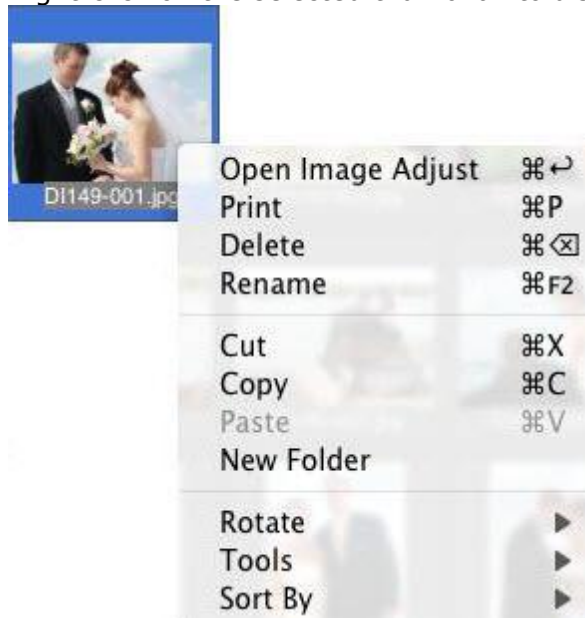 DI149-001.jpg
Open Image Adjust ⌘↩
Print ⌘P
Delete ⌘⌫
Rename ⌘F2
Cut ⌘X
Copy ⌘C
Paste ⌘V
New Folder
Rotate ▶
Tools ▶
Sort By ▶